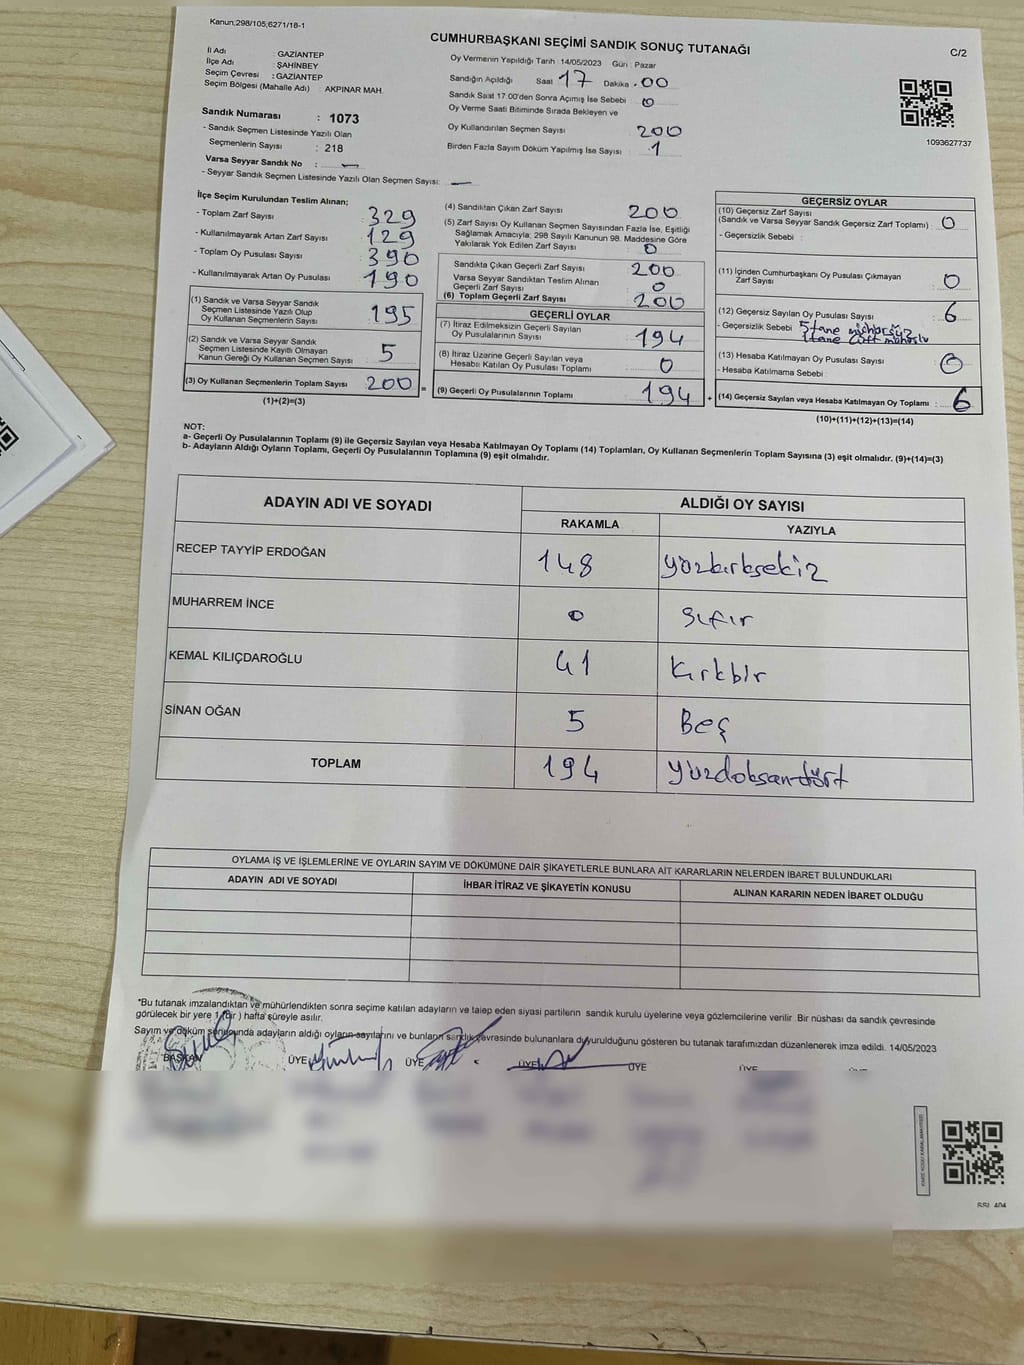 Kanun,298/105,6271/18-1
CUMHURBAŞKANI SEÇİMİ SANDIK SONUÇ TUTANAĞI
C/2
İl Adı : GAZİANTEP
İlçe Adı : ŞAHİNBEY
Seçim Çevresi : GAZİANTEP
Seçim Bölgesi (Mahalle Adı) : AKPINAR MAH.
Sandık Numarası : 1073
- Sandık Seçmen Listesinde Yazılı Olan
Seçmenlerin Sayısı : 218
Varsa Seyyar Sandık No : —
- Seyyar Sandık Seçmen Listesinde Yazılı Olan Seçmen Sayısı: —
Oy Vermenin Yapıldığı Tarih : 14/05/2023 Gün : Pazar
Sandığın Açıldığı Saat 17 Dakika . 00
Sandık Saat 17:00'den Sonra Açımış İse Sebebi 0
Oy Verme Saati Bitiminde Sırada Bekleyen ve
Oy Kullandırılan Seçmen Sayısı 200
Birden Fazla Sayım Döküm Yapılmış İse Sayısı . 1
1093627737
İlçe Seçim Kurulundan Teslim Alınan;
- Toplam Zarf Sayısı 329
- Kullanılmayarak Artan Zarf Sayısı 129
- Toplam Oy Pusulası Sayısı 390
- Kullanılmayarak Artan Oy Pusulası 190
(1) Sandık ve Varsa Seyyar Sandık
Seçmen Listesinde Yazılı Olup
Oy Kullanan Seçmenlerin Sayısı : 195
(2) Sandık ve Varsa Seyyar Sandık
Seçmen Listesinde Kayıtlı Olmayan
Kanun Gereği Oy Kullanan Seçmen Sayısı 5
(3) Oy Kullanan Seçmenlerin Toplam Sayısı 200 =
(1)+(2)=(3)
(4) Sandıktan Çıkan Zarf Sayısı 200
(5) Zarf Sayısı Oy Kullanan Seçmen Sayısından Fazla İse, Eşitliği
Sağlamak Amacıyla; 298 Sayılı Kanunun 98. Maddesine Göre
Yakılarak Yok Edilen Zarf Sayısı 0
Sandıkta Çıkan Geçerli Zarf Sayısı 200
Varsa Seyyar Sandıktan Teslim Alınan
Geçerli Zarf Sayısı 0
(6) Toplam Geçerli Zarf Sayısı 200
GEÇERLİ OYLAR
(7) İtiraz Edilmeksizin Geçerli Sayılan
Oy Pusulalarının Sayısı : 194
(8) İtiraz Üzerine Geçerli Sayılan veya
Hesabı Katılan Oy Pusulası Toplamı 0
(9) Geçerli Oy Pusulalarının Toplamı 194 +
GEÇERSİZ OYLAR
(10) Geçersiz Zarf Sayısı
(Sandık ve Varsa Seyyar Sandık Geçersiz Zarf Toplamı) : 0
- Geçersizlik Sebebi :
(11) İçinden Cumhurbaşkanı Oy Pusulası Çıkmayan
Zarf Sayısı 0
(12) Geçersiz Sayılan Oy Pusulası Sayısı : 6
- Geçersizlik Sebebi : 5 tane mühürsüz
1 tane çift mühürlü
(13) Hesaba Katılmayan Oy Pusulası Sayısı 0
- Hesaba Katılmama Sebebi :
(14) Geçersiz Sayılan veya Hesaba Katılmayan Oy Toplamı : 6
(10)+(11)+(12)+(13)=(14)
NOT:
a- Geçerli Oy Pusulalarının Toplamı (9) ile Geçersiz Sayılan veya Hesaba Katılmayan Oy Toplamı (14) Toplamları, Oy Kullanan Seçmenlerin Toplam Sayısına (3) eşit olmalıdır. (9)+(14)=(3)
b- Adayların Aldığı Oyların Toplamı, Geçerli Oy Pusulalarının Toplamına (9) eşit olmalıdır.
ADAYIN ADI VE SOYADI ALDIĞI OY SAYISI
RAKAMLA YAZIYLA
RECEP TAYYİP ERDOĞAN 148 yüzkırksekiz
MUHARREM İNCE 0 Sıfır
KEMAL KILIÇDAROĞLU 41 Kırkbir
SİNAN OĞAN 5 Beş
TOPLAM 194 yüzdoksandört
OYLAMA İŞ VE İŞLEMLERİNE VE OYLARIN SAYIM VE DÖKÜMÜNE DAİR ŞİKAYETLERLE BUNLARA AİT KARARLARIN NELERDEN İBARET BULUNDUKLARI
ADAYIN ADI VE SOYADI İHBAR İTİRAZ VE ŞİKAYETİN KONUSU ALINAN KARARIN NEDEN İBARET OLDUĞU
"Bu tutanak imzalandıktan ve mühürlendikten sonra seçime katılan adayların ve talep eden siyasi partilerin sandık kurulu üyelerine veya gözlemcilerine verilir .Bir nüshası da sandık çevresinde
görülecek bir yere 1 (bir ) hafta süreyle asılır.
Sayım ve döküm sonucunda adayların aldığı oyların sayılarını ve bunların sandık çevresinde bulunanlara duyurulduğunu gösteren bu tutanak tarafımızdan düzenlenerek imza edildi. 14/05/2023
BAŞKAN ÜYE ÜYE ÜYE ÜYE ÜYE ÜYE